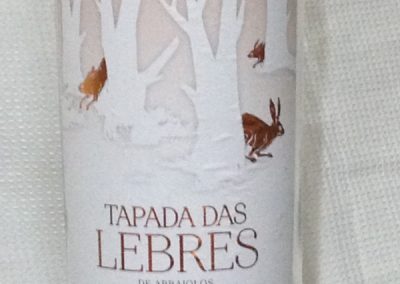 TAPADA DAS
LEBRES
DE ARRAIOLOS